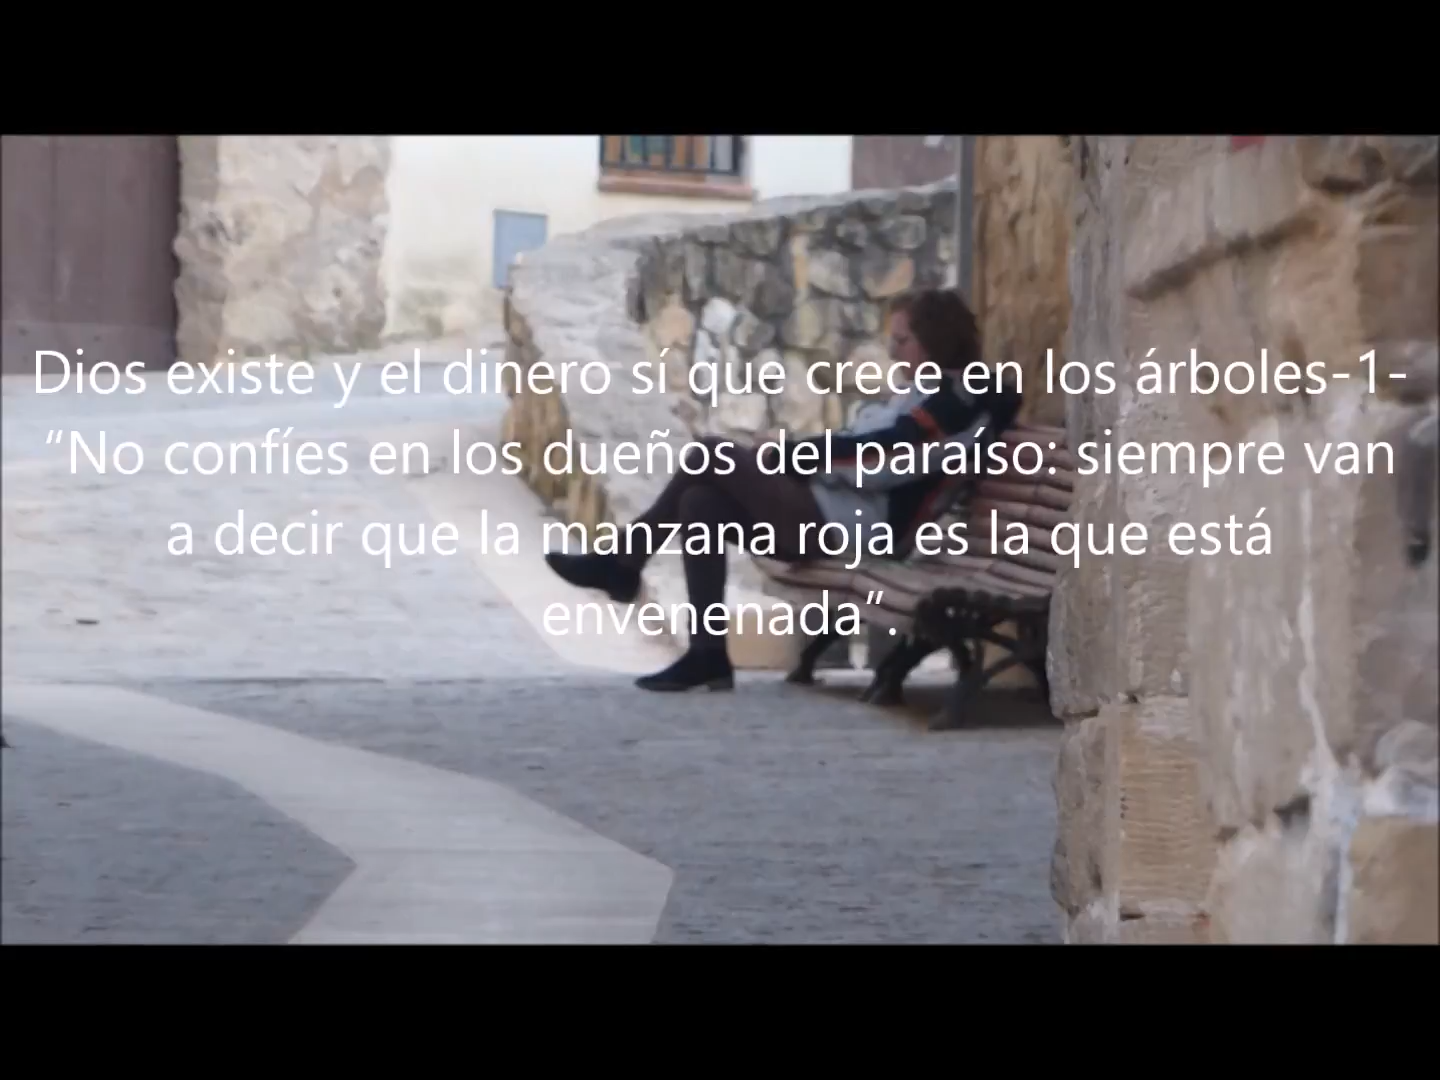 Dios existe y el dinero sí que crece en los árboles-1-
“No confíes en los dueños del paraíso: siempre van
a decir que la manzana roja es la que está
envenenada”.